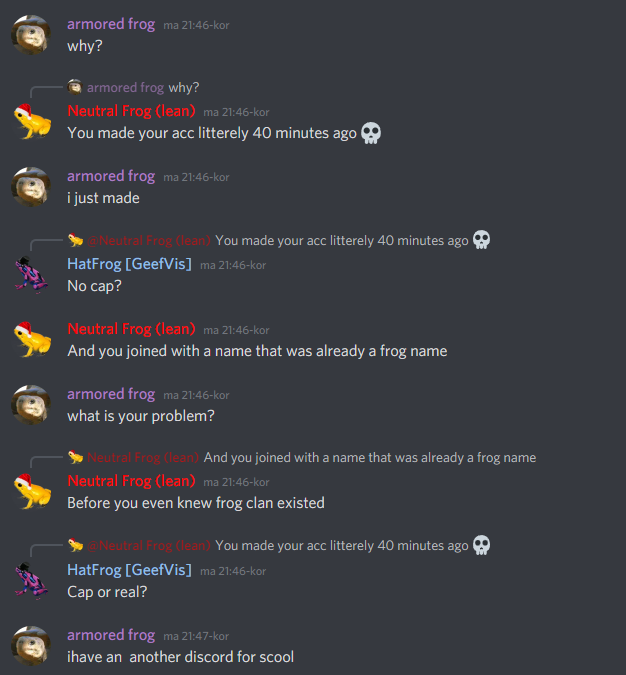 armored frog ma 21:46-kor
why?
armored frog why?
Neutral Frog (lean) ma 21:46-kor
You made your acc litterely 40 minutes ago 💀
armored frog ma 21:46-kor
i just made
@Neutral Frog (lean) You made your acc litterely 40 minutes ago 💀
HatFrog [GeefVis] ma 21:46-kor
No cap?
Neutral Frog (lean) ma 21:46-kor
And you joined with a name that was already a frog name
armored frog ma 21:46-kor
what is your problem?
Neutral Frog (lean) And you joined with a name that was already a frog name
Neutral Frog (lean) ma 21:46-kor
Before you even knew frog clan existed
@Neutral Frog (lean) You made your acc litterely 40 minutes ago 💀
HatFrog [GeefVis] ma 21:46-kor
Cap or real?
armored frog ma 21:47-kor
ihave an  another discord for scool